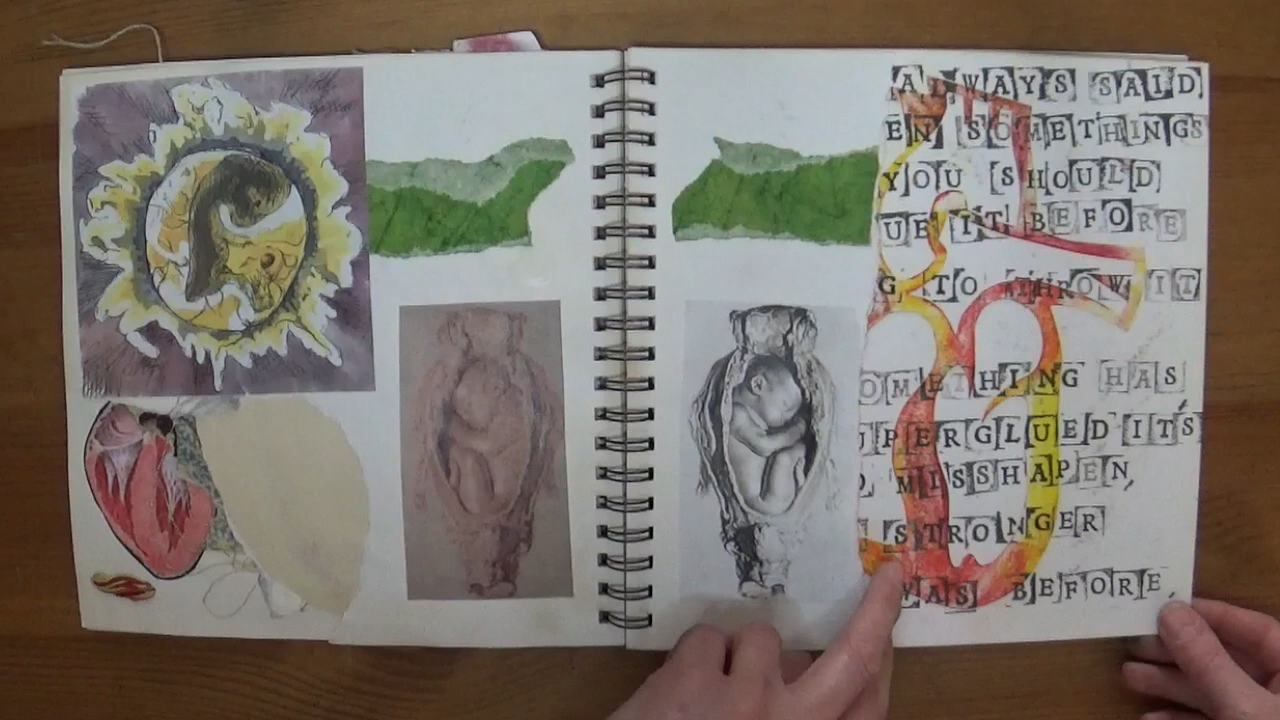 ALWAYS SAID
EN SOMETHINGS
YOU SHOULD
UE IT BEFORE
G TO THROW IT
OMETHING HAS
UPERGLUED IT'S
MISSHAPEN,
STRONGER
WAS BEFORE.